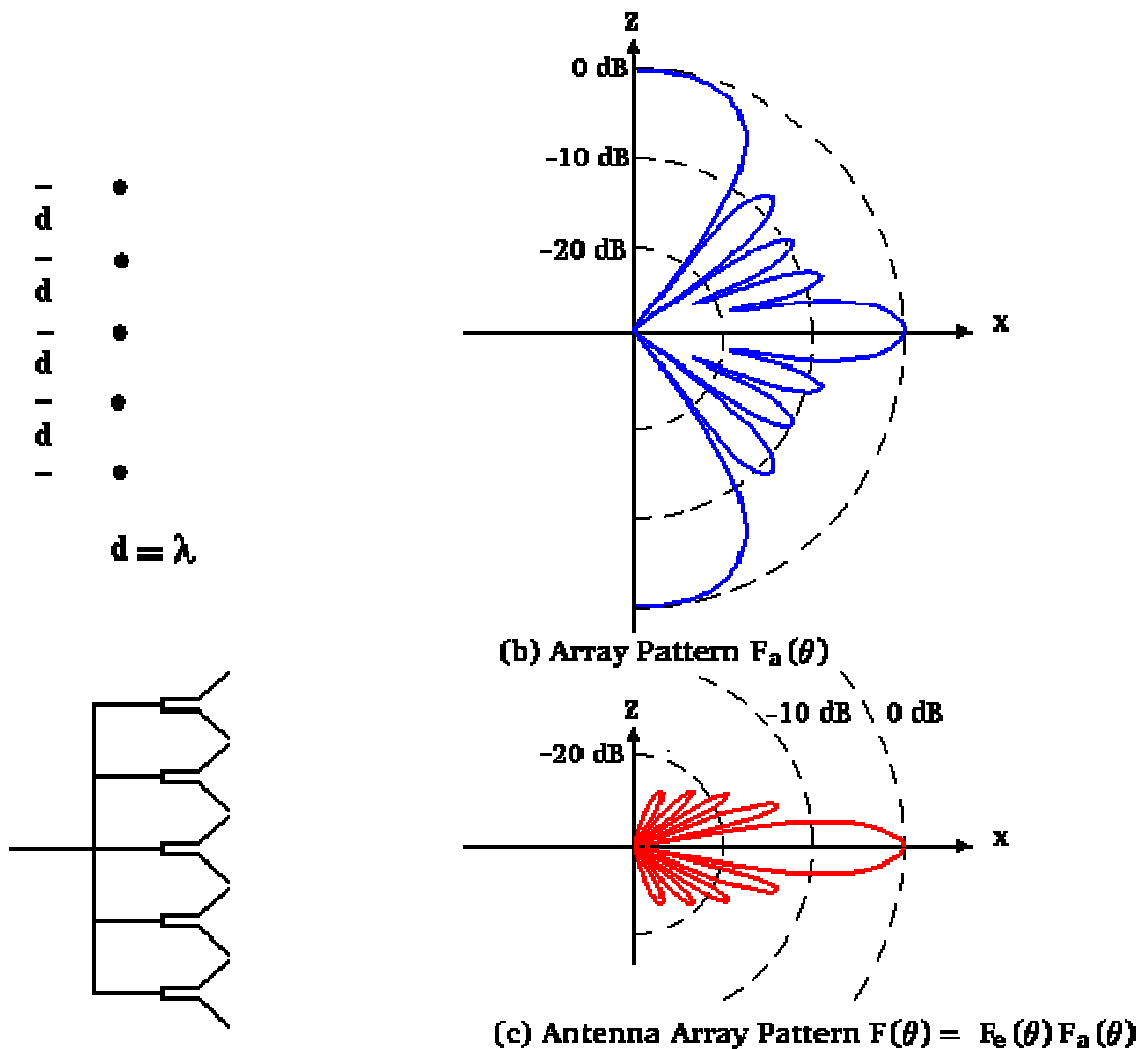 Z
0 dB
-10 dB
-20 dB
x
– d
– d
– d
– d
–
d = λ
(b) Array Pattern Fa(θ)
Z
-10 dB
0 dB
-20 dB
x
(c) Antenna Array Pattern F(θ) = Fe(θ)Fa(θ)